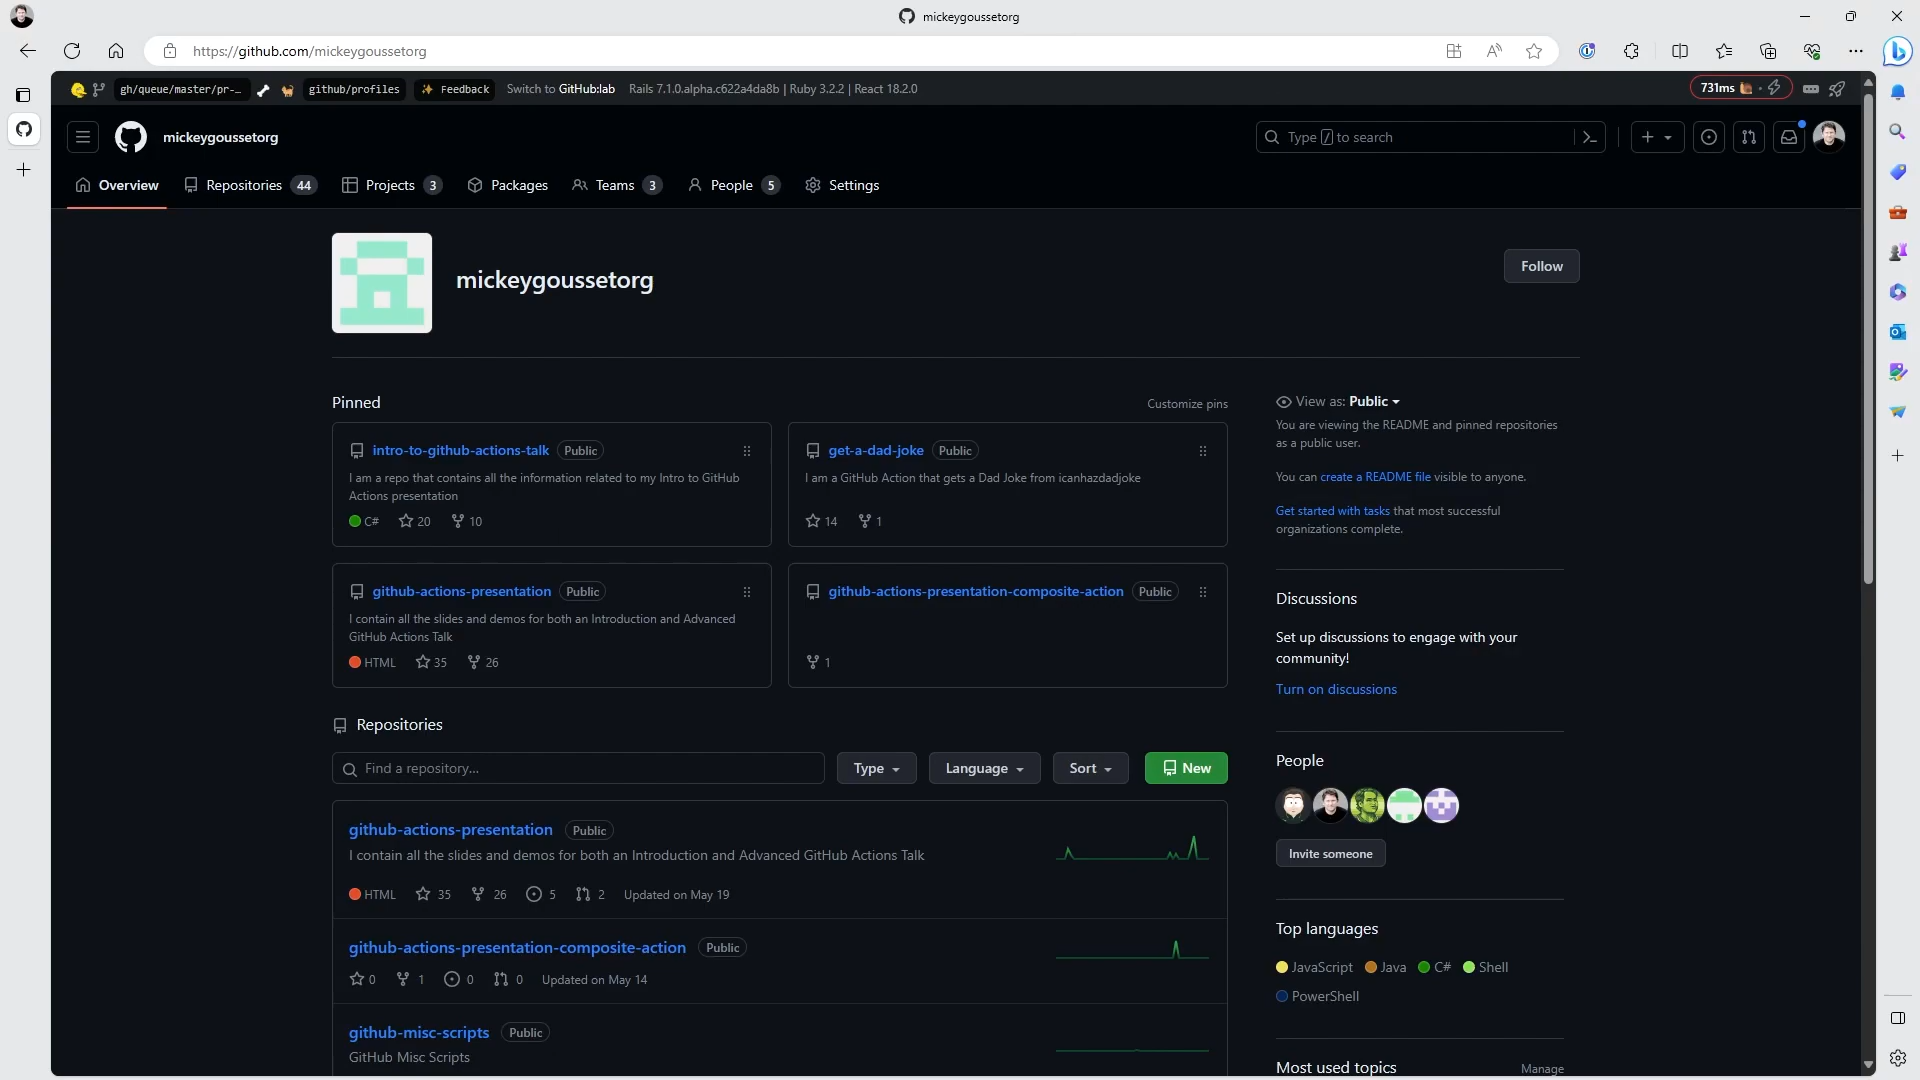 mickeygoussetorg
https://github.com/mickeygoussetorg
gh/queue/master/pr-...
github/profiles
Feedback
Switch to GitHub:lab
Rails 7.1.0.alpha.c622a4da8b | Ruby 3.2.2 | React 18.2.0
731ms
mickeygoussetorg
Type / to search
Overview
Repositories 44
Projects 3
Packages
Teams 3
People 5
Settings
mickeygoussetorg
Follow
Pinned
Customize pins
intro-to-github-actions-talk Public
I am a repo that contains all the information related to my Intro to GitHub
Actions presentation
C# 20 10
get-a-dad-joke Public
I am a GitHub Action that gets a Dad Joke from icanhazdadjoke
14 1
github-actions-presentation Public
I contain all the slides and demos for both an Introduction and Advanced
GitHub Actions Talk
HTML 35 26
github-actions-presentation-composite-action Public
1
Repositories
Find a repository...
Type
Language
Sort
New
github-actions-presentation Public
I contain all the slides and demos for both an Introduction and Advanced GitHub Actions Talk
HTML 35 26 5 2 Updated on May 19
github-actions-presentation-composite-action Public
0 1 0 0 Updated on May 14
github-misc-scripts Public
GitHub Misc Scripts
View as: Public
You are viewing the README and pinned repositories
as a public user.
You can create a README file visible to anyone.
Get started with tasks that most successful
organizations complete.
Discussions
Set up discussions to engage with your
community!
Turn on discussions
People
Invite someone
Top languages
JavaScript Java C# Shell
PowerShell
Most used topics
Manage